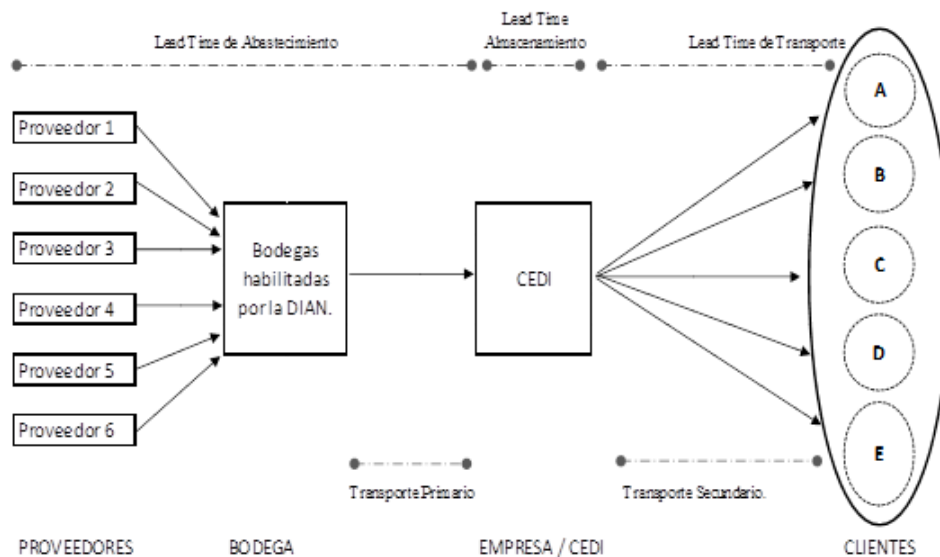 Lead Time de Abastecimiento
Lead Time
Almacenamiento
Lead Time de Transporte
Proveedor 1
Proveedor 2
Proveedor 3
Proveedor 4
Proveedor 5
Proveedor 6
Bodegas
habilitadas
por la DIAN.
CEDI
A
B
C
D
E
Transporte Primario
Transporte Secundario.
PROVEEDORES
BODEGA
EMPRESA / CEDI
CLIENTES